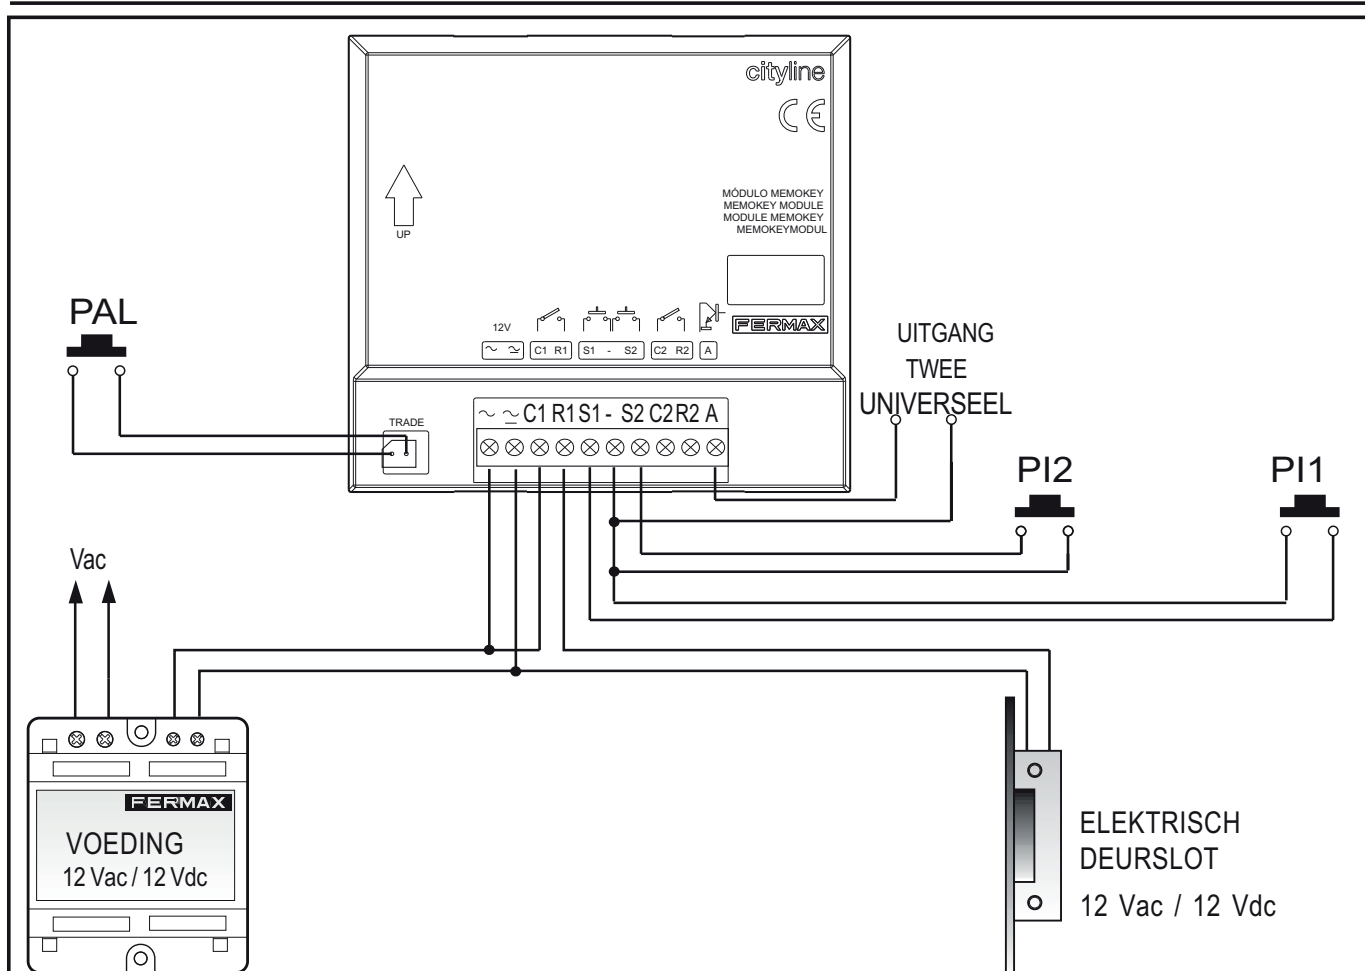 cityline
CE
MÓDULO MEMOKEY
MEMOKEY MODULE
MODULE MEMOKEY
MEMOKEYMODUL
UP
PAL
12V
FERMAX
UITGANG
TWEE
UNIVERSEEL
C1 R1 S1 - S2 C2 R2 A
TRADE
C1 R1 S1 - S2 C2 R2 A
PI2
PI1
Vac
FERMAX
VOEDING
12 Vac / 12 Vdc
ELEKTRISCH
DEURSLOT
12 Vac / 12 Vdc